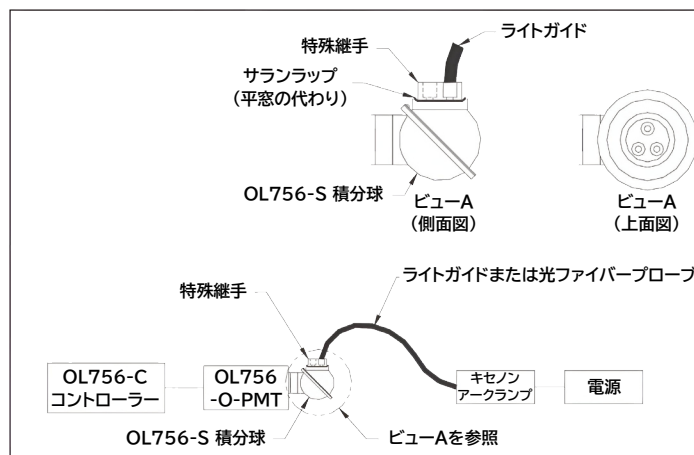 ライトガイド
特殊継手
サランラップ
（平窓の代わり）
OL756-S 積分球
ビューA
（側面図）
ビューA
（上面図）
ライトガイドまたは光ファイバープローブ
特殊継手
OL756-C
コントローラー
OL756
-O-PMT
キセノン
アークランプ
電源
OL756-S 積分球
ビューAを参照